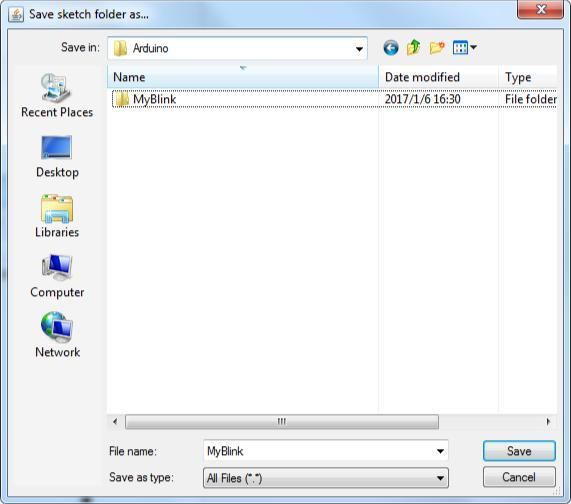 Save sketch folder as...
Save in: Arduino
Name Date modified Type
MyBlink 2017/1/6 16:30 File folder
Recent Places
Desktop
Libraries
Computer
Network
File name: MyBlink Save
Save as type: All Files (*.*) Cancel